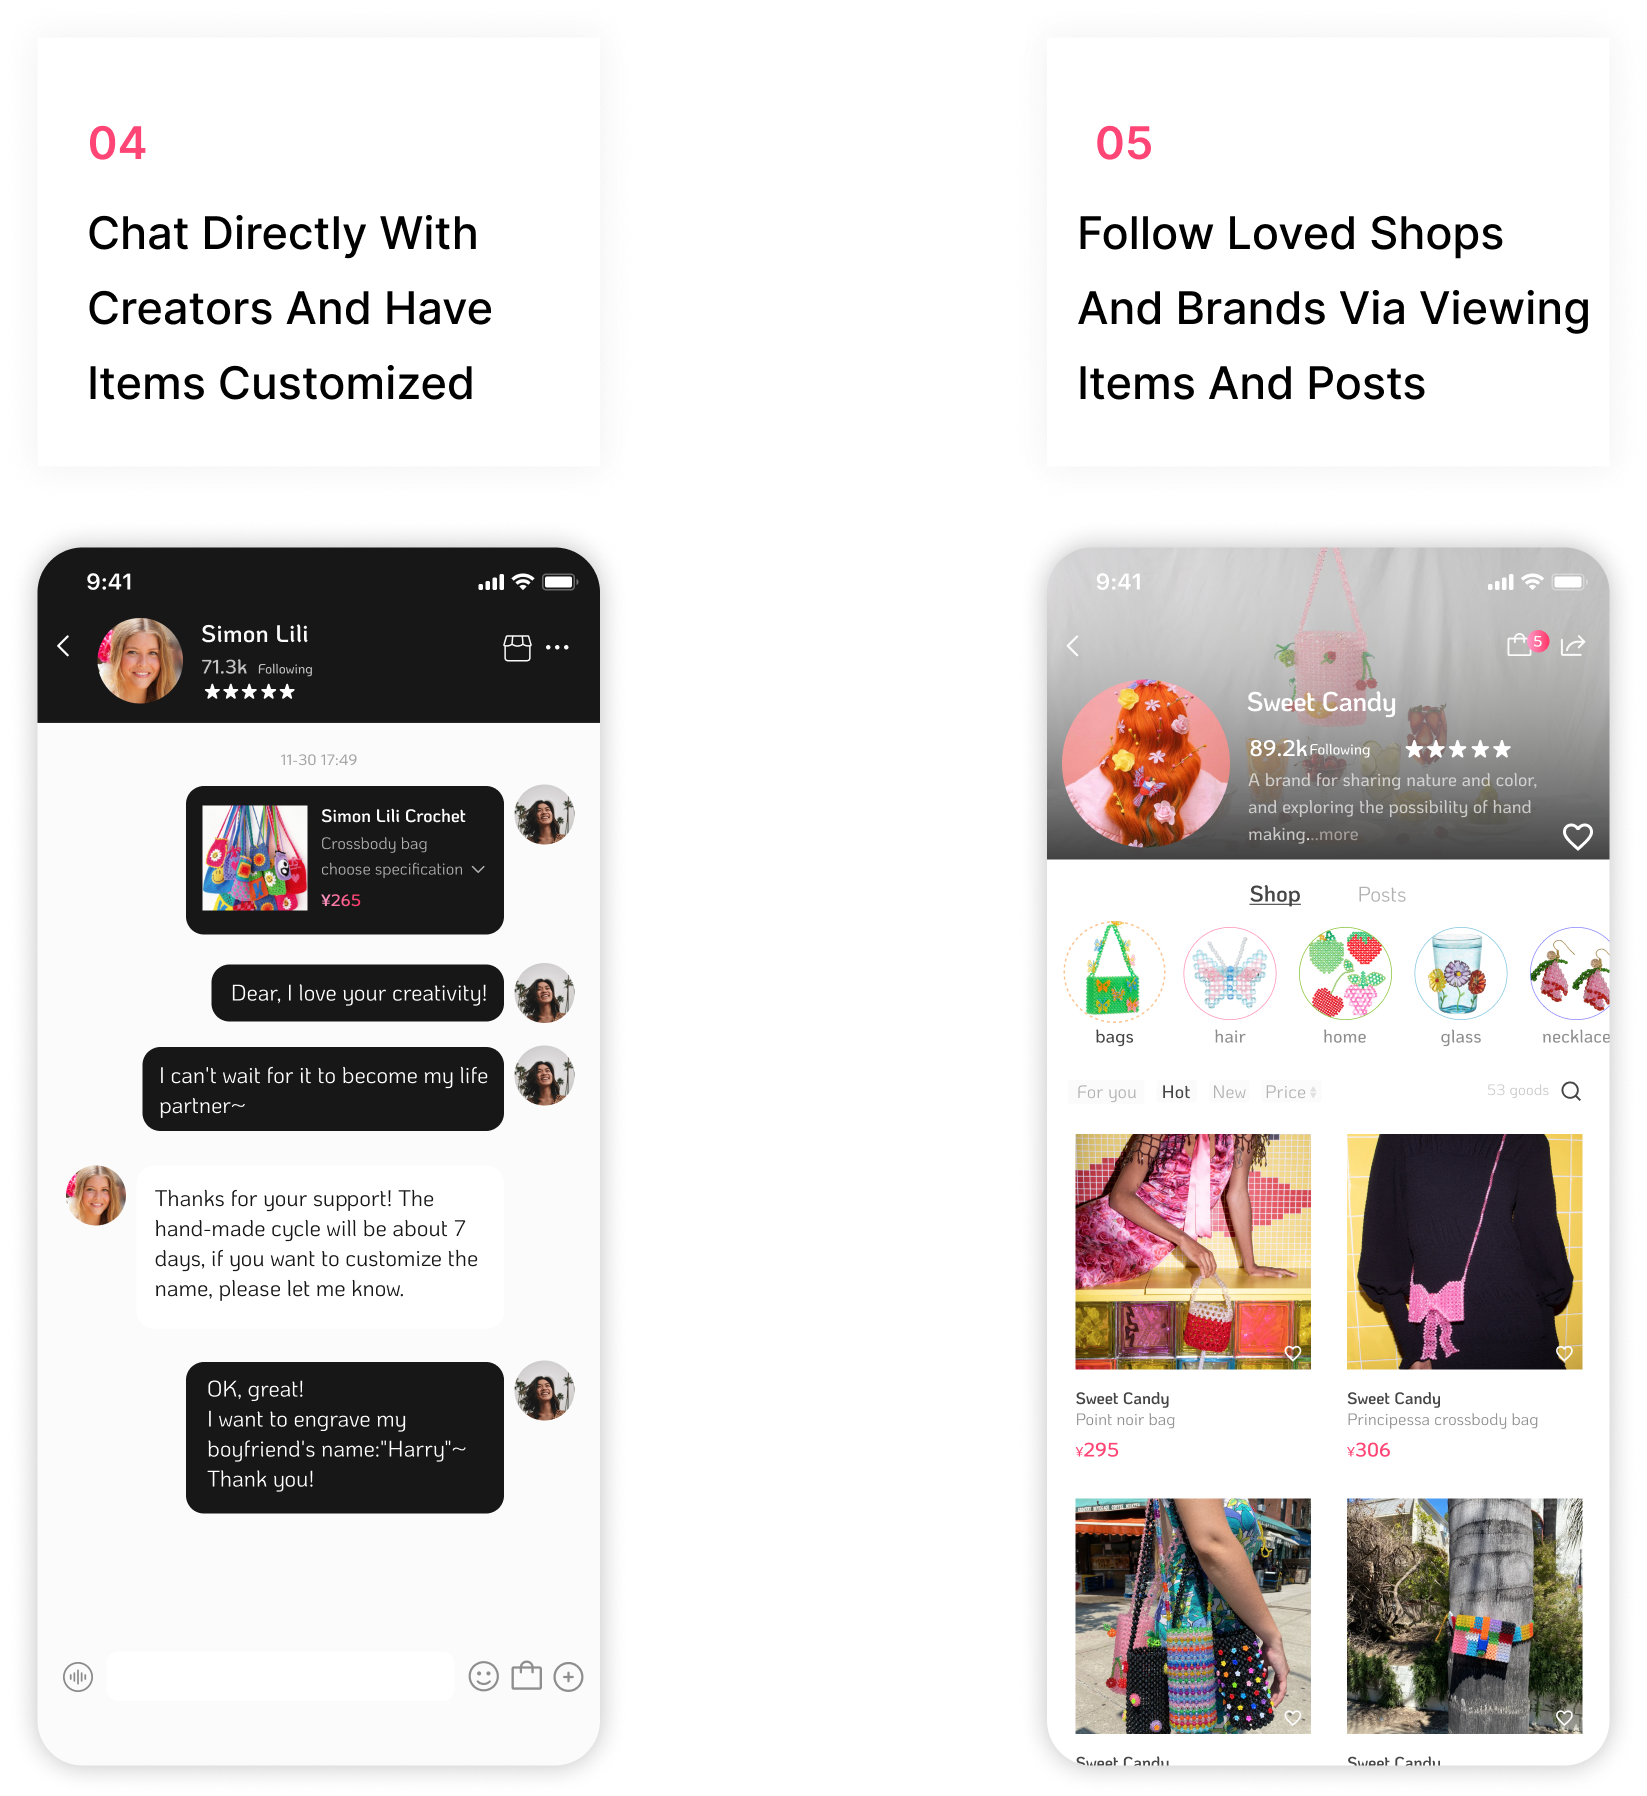 04
Chat Directly With
Creators And Have
Items Customized
9:41
Simon Lili
71.3k Following
11-30 17:49
Simon Lili Crochet
Crossbody bag
choose specification
¥265
Dear, I love your creativity!
I can't wait for it to become my life
partner~
Thanks for your support! The
hand-made cycle will be about 7
days, if you want to customize the
name, please let me know.
OK, great!
I want to engrave my
boyfriend's name:"Harry"~
Thank you!
05
Follow Loved Shops
And Brands Via Viewing
Items And Posts
9:41
5
Sweet Candy
89.2k Following
A brand for sharing nature and color,
and exploring the possibility of hand
making...more
Shop Posts
bags hair home glass necklace
For you Hot New Price 53 goods
Sweet Candy
Point noir bag
¥295
Sweet Candy
Principessa crossbody bag
¥306
Sweet Candy
Sweet Candy